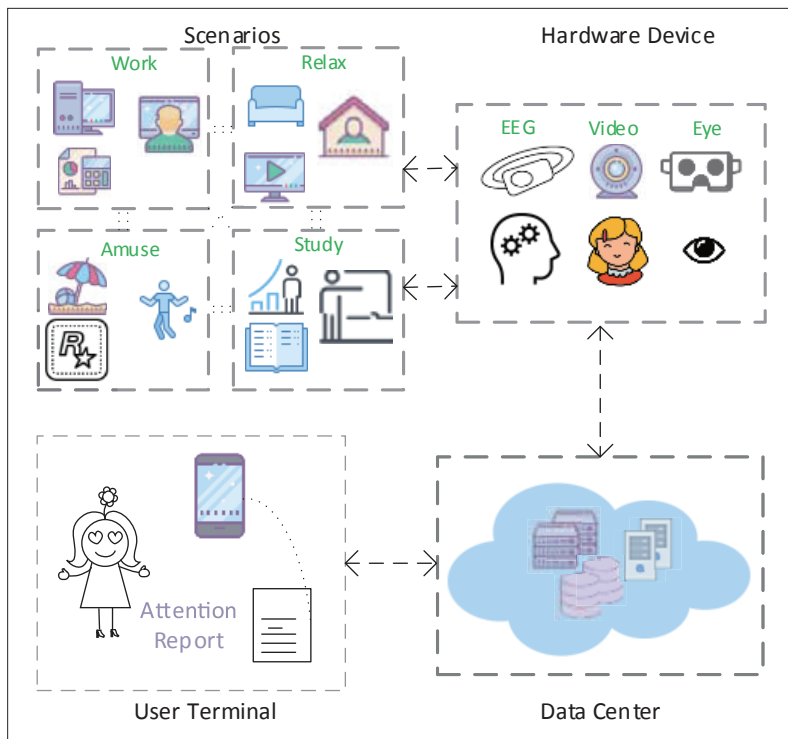 Scenarios
Hardware Device
Work
Relax
EEG
Video
Eye
Amuse
Study
R
Attention
Report
User Terminal
Data Center